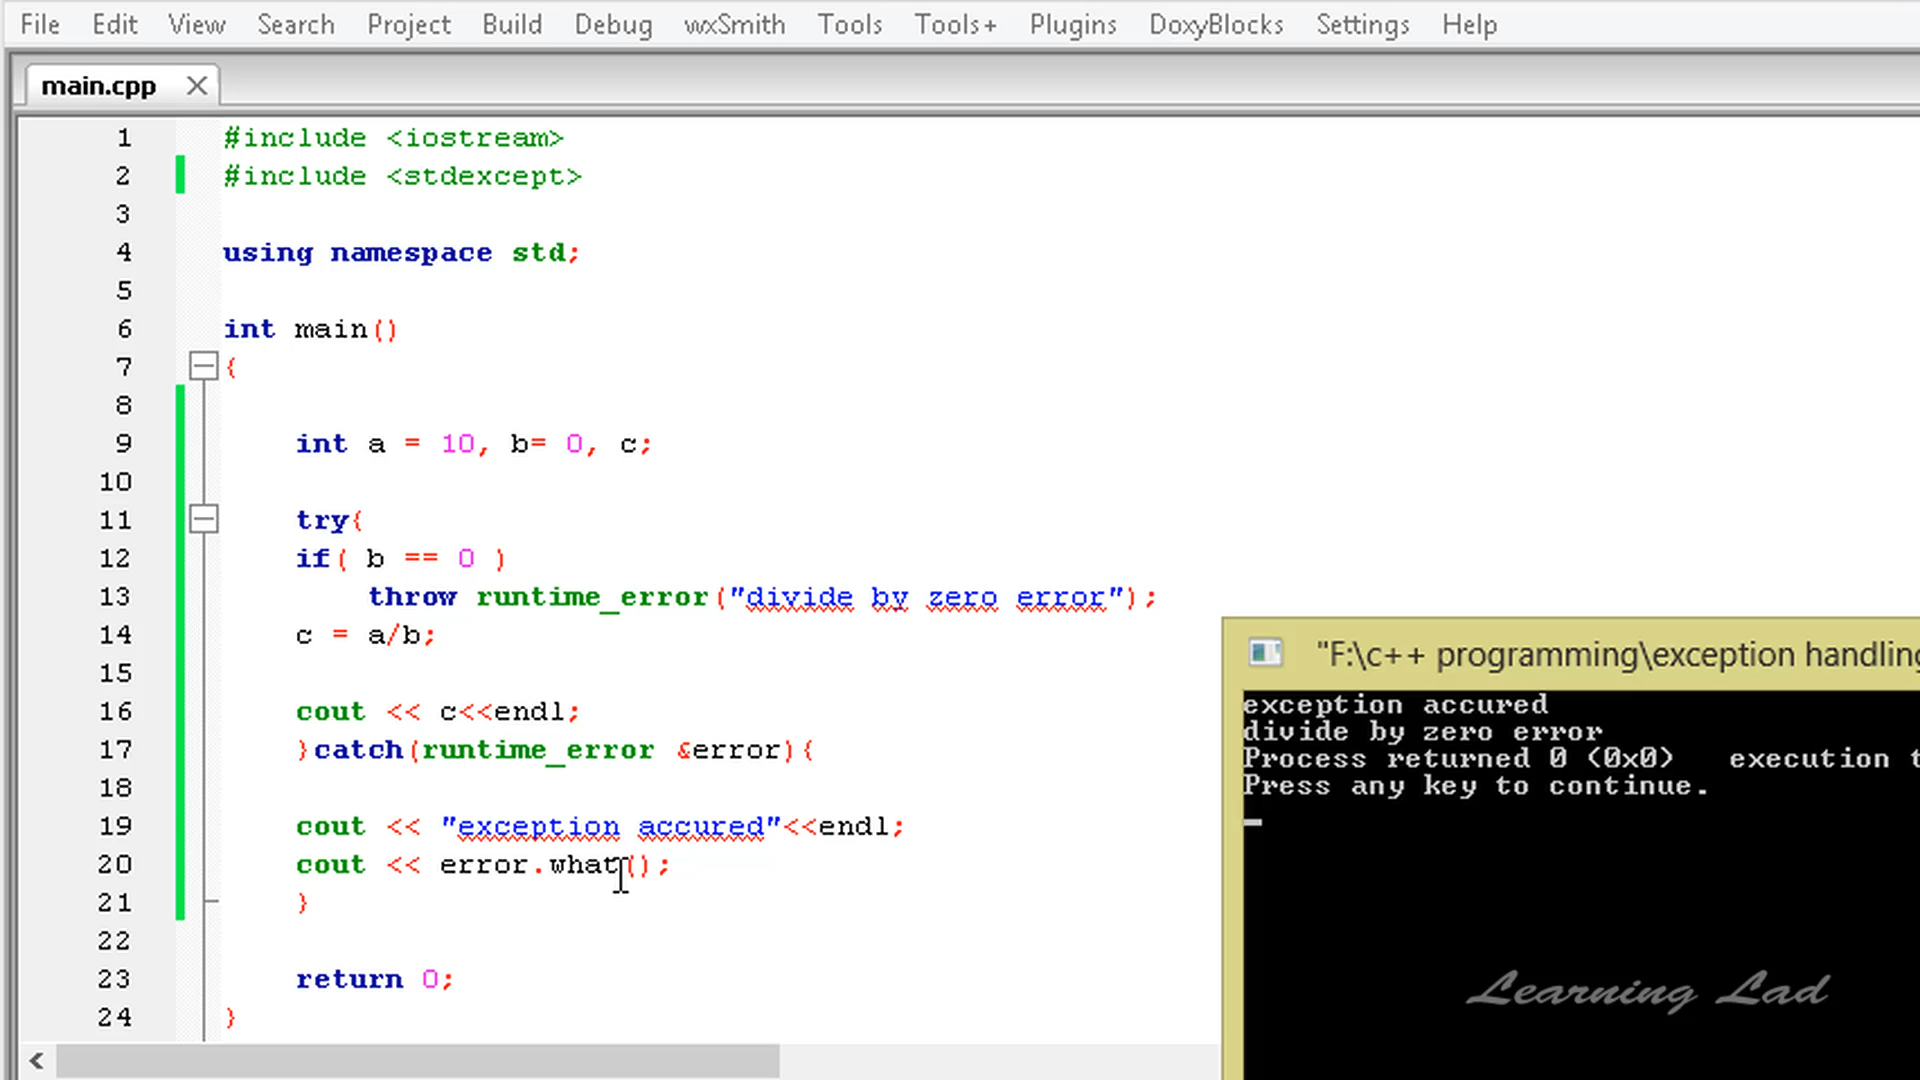 File Edit View Search Project Build Debug wxSmith Tools Tools+ Plugins DoxyBlocks Settings Help
main.cpp
1 #include <iostream>
2 #include <stdexcept>
3
4 using namespace std;
5
6 int main()
7 {
8
9 int a = 10, b= 0, c;
10
11 try{
12 if( b == 0 )
13 throw runtime_error("divide by zero error");
14 c = a/b;
15
16 cout << c<<endl;
17 }catch(runtime_error &error){
18
19 cout << "exception accured"<<endl;
20 cout << error.what();
21 }
22
23 return 0;
24 }
"F:\c++ programming\exception handling
exception accured
divide by zero error
Process returned 0 (0x0) execution t
Press any key to continue.
Learning Lad